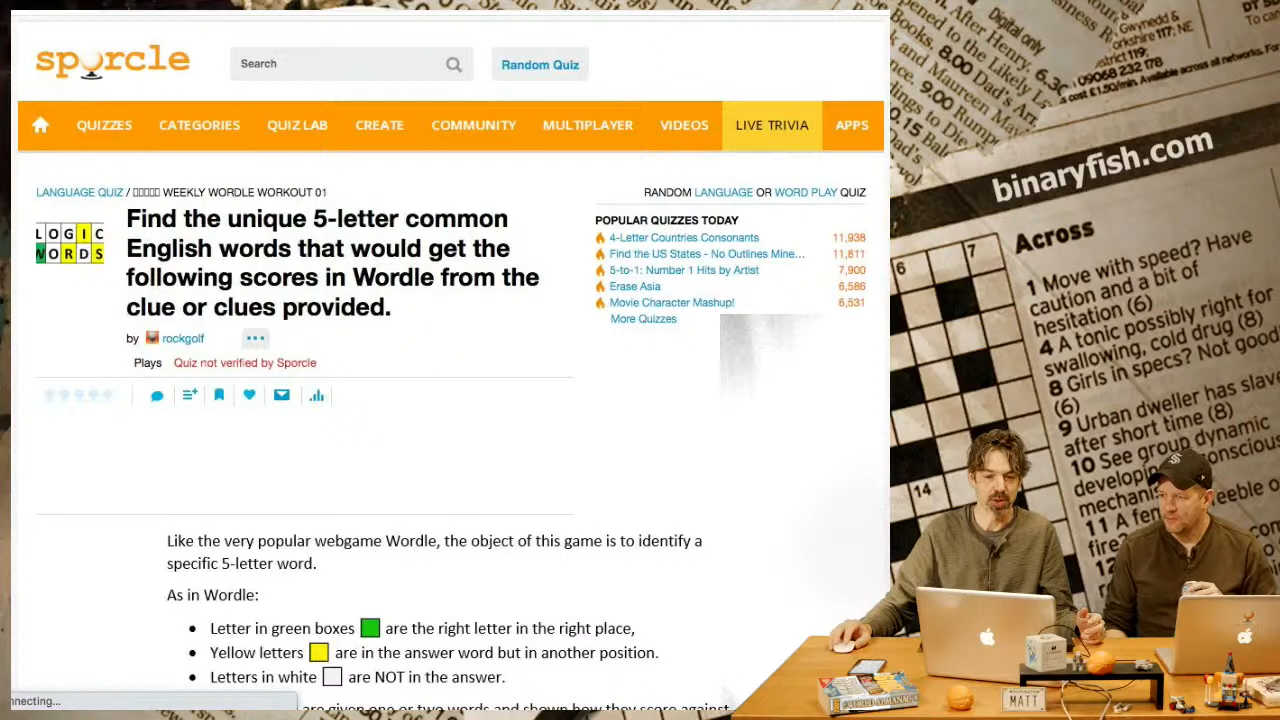 sporcle
Search
Random Quiz
QUIZZES CATEGORIES QUIZ LAB CREATE COMMUNITY MULTIPLAYER VIDEOS LIVE TRIVIA APPS
LANGUAGE QUIZ / WEEKLY WORDLE WORKOUT 01
LOGIC
WORDS
Find the unique 5-letter common
English words that would get the
following scores in Wordle from the
clue or clues provided.
by rockgolf
Plays Quiz not verified by Sporcle
RANDOM LANGUAGE OR WORD PLAY QUIZ
POPULAR QUIZZES TODAY
4-Letter Countries Consonants 11,938
Find the US States - No Outlines Mine... 11,811
5-to-1: Number 1 Hits by Artist 7,900
Erase Asia 6,586
Movie Character Mashup! 6,531
More Quizzes
Like the very popular webgame Wordle, the object of this game is to identify a
specific 5-letter word.
As in Wordle:
• Letter in green boxes are the right letter in the right place,
• Yellow letters are in the answer word but in another position.
• Letters in white are NOT in the answer.
binaryfish.com
Across
1 Move with speed? Have
caution and a bit of
hesitation (6)
4 A tonic possibly right for
swallowing, cold drug (8)
8 Girls in specs? Not good
(6)
9 Urban dweller has slave
after short time (8)
10 See group dynamic
6
7
14
MATT